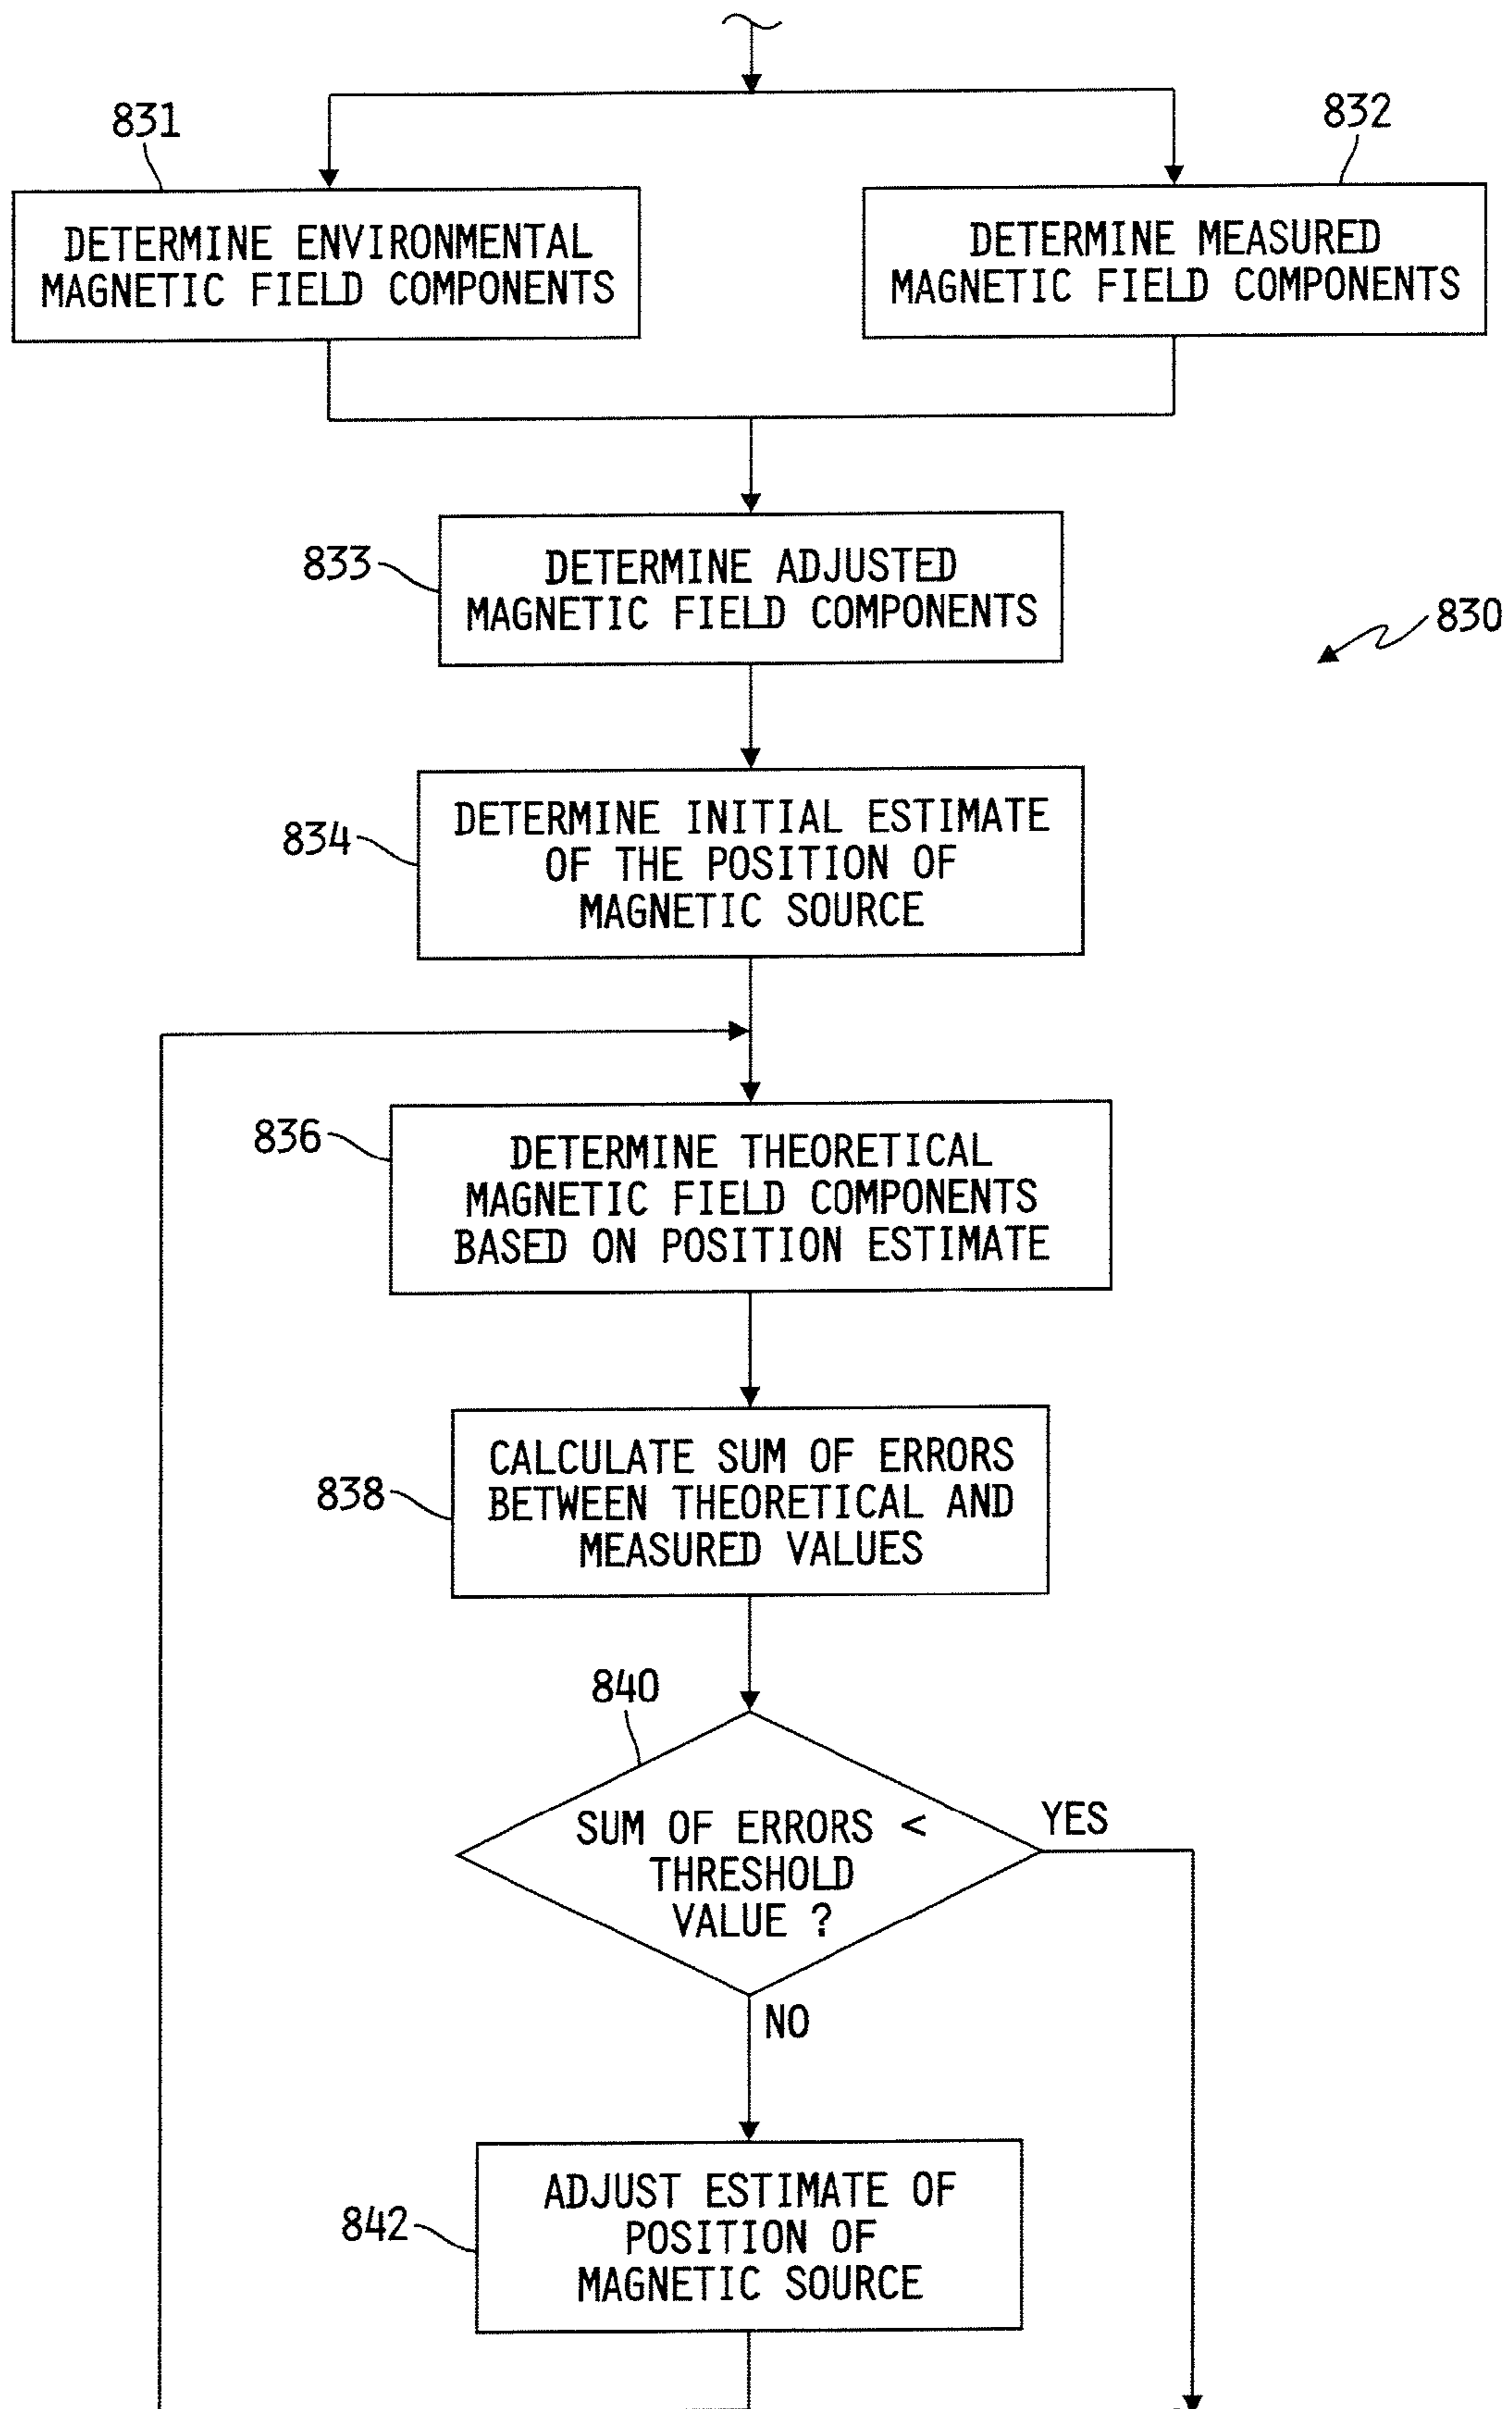 831
832
DETERMINE ENVIRONMENTAL
MAGNETIC FIELD COMPONENTS
DETERMINE MEASURED
MAGNETIC FIELD COMPONENTS
833
DETERMINE ADJUSTED
MAGNETIC FIELD COMPONENTS
830
834
DETERMINE INITIAL ESTIMATE
OF THE POSITION OF
MAGNETIC SOURCE
836
DETERMINE THEORETICAL
MAGNETIC FIELD COMPONENTS
BASED ON POSITION ESTIMATE
838
CALCULATE SUM OF ERRORS
BETWEEN THEORETICAL AND
MEASURED VALUES
840
SUM OF ERRORS <
THRESHOLD
VALUE ?
YES
NO
842
ADJUST ESTIMATE OF
POSITION OF
MAGNETIC SOURCE